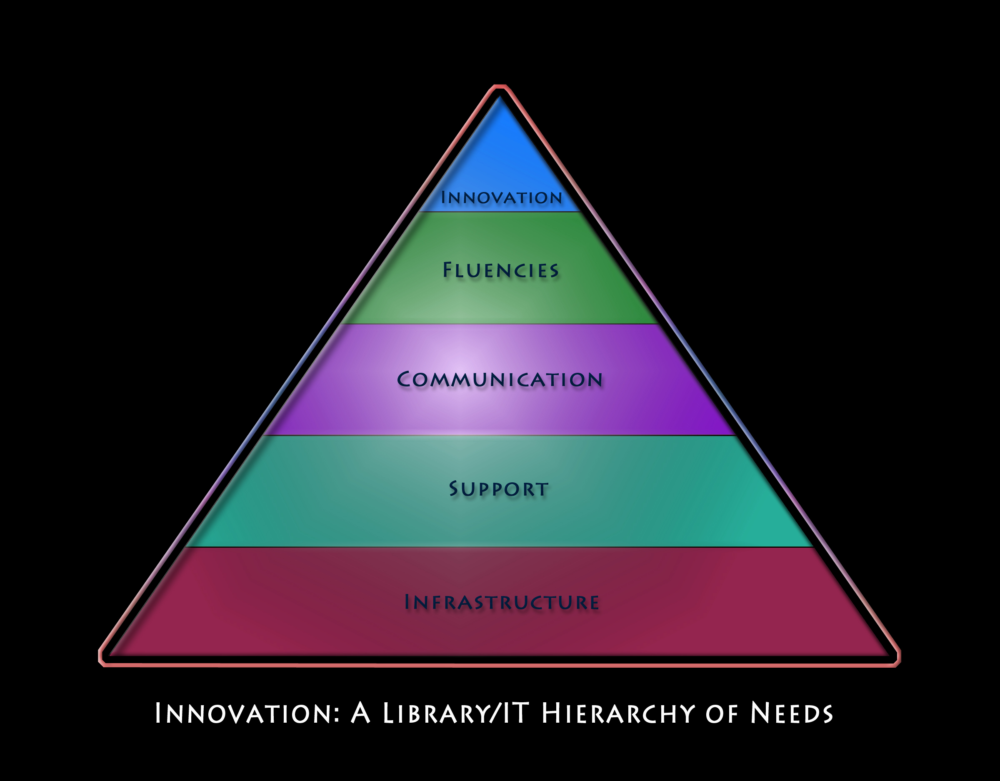 Innovation
Fluencies
Communication
Support
Infrastructure
Innovation: A Library/IT Hierarchy of Needs